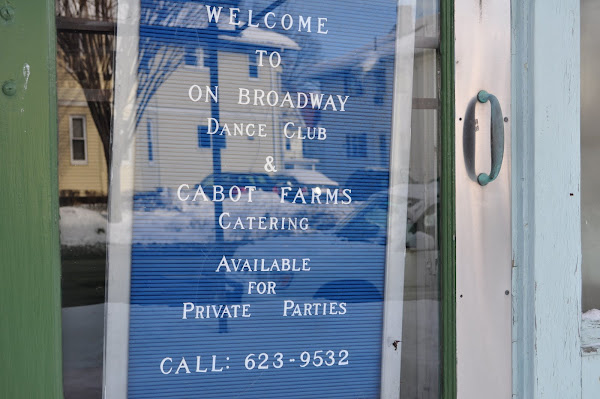 WELCOME
TO
ON BROADWAY
DANCE CLUB
&
CABOT FARMS
CATERING
AVAILABLE
FOR
PRIVATE PARTIES
CALL: 623-9532